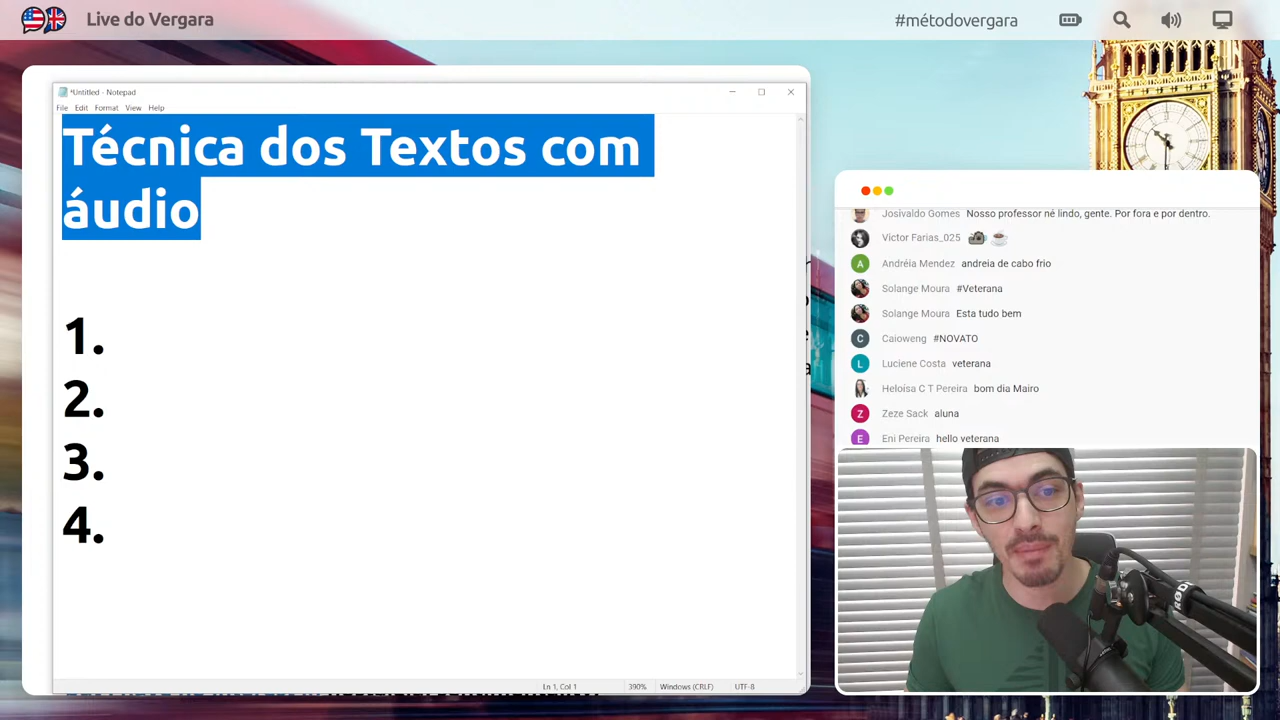 Live do Vergara
#métodovergara
*Untitled - Notepad
File Edit Format View Help
Técnica dos Textos com
áudio
1.
2.
3.
4.
Ln 1, Col 1 390% Windows (CRLF) UTF-8
Josivaldo Gomes Nosso professor né lindo, gente. Por fora e por dentro.
Victor Farias_025
A Andréia Mendez andreia de cabo frio
Solange Moura #Veterana
Solange Moura Esta tudo bem
C Caioweng #NOVATO
L Luciene Costa veterana
Heloisa C T Pereira bom dia Mairo
Z Zeze Sack aluna
E Eni Pereira hello veterana
RØDE